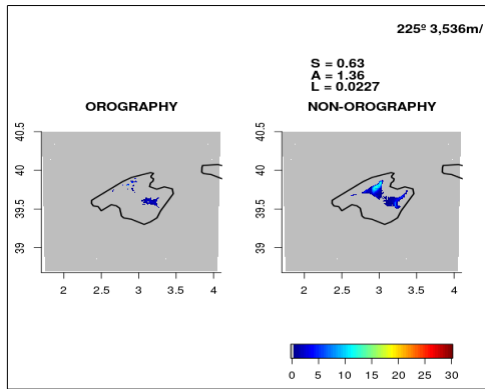 225º 3,536m/
S = 0.63
A = 1.36
L = 0.0227
OROGRAPHY
NON-OROGRAPHY
40.5
40
39.5
39
2 2.5 3 3.5 4
40.5
40
39.5
39
2 2.5 3 3.5 4
0 5 10 15 20 25 30